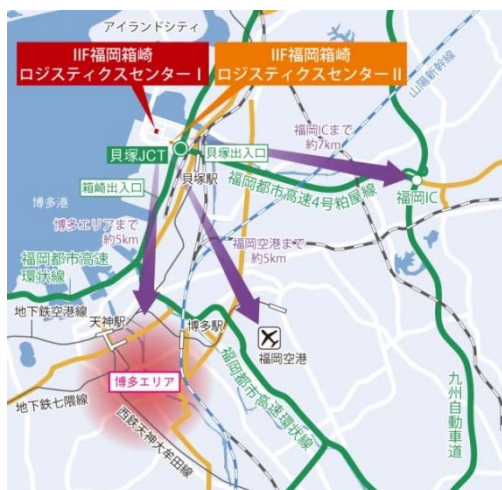 アイランドシティ
IIF福岡箱崎
ロジスティクスセンターⅠ
IIF福岡箱崎
ロジスティクスセンターⅡ
山陽新幹線
福岡ICまで
約7km
貝塚JCT
貝塚出入口
貝塚駅
箱崎出入口
福岡都市高速4号粕屋線
福岡IC
博多港
博多エリアまで
約5km
福岡空港まで
約5km
福岡都市高速
環状線
地下鉄空港線
天神駅
博多駅
福岡空港
博多エリア
福岡都市高速環状線
地下鉄七隈線
西鉄天神大牟田線
九州自動車道